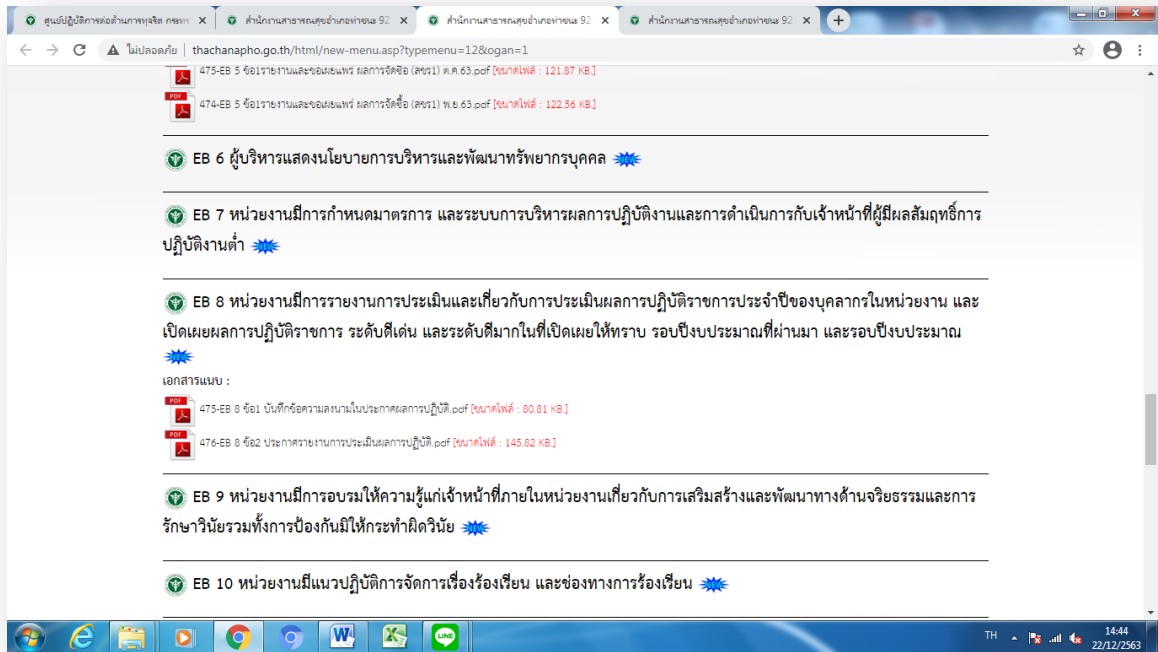 ศูนย์ปฏิบัติการต่อต้านการทุจริต กระทร
สำนักงานสาธารณสุขอำเภอท่าชนะ 92
สำนักงานสาธารณสุขอำเภอท่าชนะ 92
สำนักงานสาธารณสุขอำเภอท่าชนะ 92
ไม่ปลอดภัย | thachanapho.go.th/html/new-menu.asp?typemenu=12&ogan=1
475-EB 5 ข้อ1รายงานและขอเผยแพร่ ผลการจัดซื้อ (สขร1) ต.ค.63.pdf [ขนาดไฟล์ : 121.87 KB.]
474-EB 5 ข้อ1รายงานและขอเผยแพร่ ผลการจัดซื้อ (สขร1) พ.ย.63.pdf [ขนาดไฟล์ : 122.56 KB.]
EB 6 ผู้บริหารแสดงนโยบายการบริหารและพัฒนาทรัพยากรบุคคล NEW
EB 7 หน่วยงานมีการกำหนดมาตรการ และระบบการบริหารผลการปฏิบัติงานและการดำเนินการกับเจ้าหน้าที่ผู้มีผลสัมฤทธิ์การ
ปฏิบัติงานต่ำ NEW
EB 8 หน่วยงานมีการรายงานการประเมินและเกี่ยวกับการประเมินผลการปฏิบัติราชการประจำปีของบุคลากรในหน่วยงาน และ
เปิดเผยผลการปฏิบัติราชการ ระดับดีเด่น และระดับดีมากในที่เปิดเผยให้ทราบ รอบปีงบประมาณที่ผ่านมา และรอบปีงบประมาณ
NEW
เอกสารแนบ :
PDF 475-EB 8 ข้อ1 บันทึกข้อความลงนามในประกาศผลการปฏิบัติ.pdf [ขนาดไฟล์ : 80.81 KB.]
PDF 476-EB 8 ข้อ2 ประกาศรายงานการประเมินผลการปฏิบัติ.pdf [ขนาดไฟล์ : 145.82 KB.]
EB 9 หน่วยงานมีการอบรมให้ความรู้แก่เจ้าหน้าที่ภายในหน่วยงานเกี่ยวกับการเสริมสร้างและพัฒนาทางด้านจริยธรรมและการ
รักษาวินัยรวมทั้งการป้องกันมิให้กระทำผิดวินัย NEW
EB 10 หน่วยงานมีแนวปฏิบัติการจัดการเรื่องร้องเรียน และช่องทางการร้องเรียน NEW
TH 14:44
22/12/2563